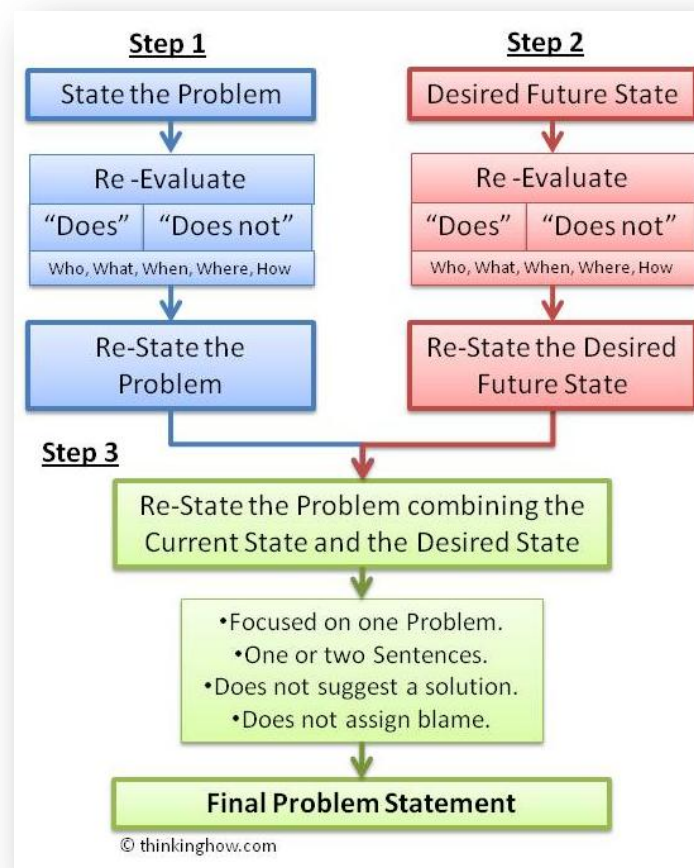 Step 1
State the Problem
Re -Evaluate
“Does” “Does not”
Who, What, When, Where, How
Re-State the
Problem
Step 2
Desired Future State
Re -Evaluate
“Does” “Does not”
Who, What, When, Where, How
Re-State the Desired
Future State
Step 3
Re-State the Problem combining the
Current State and the Desired State
•Focused on one Problem.
•One or two Sentences.
•Does not suggest a solution.
•Does not assign blame.
Final Problem Statement
© thinkinghow.com